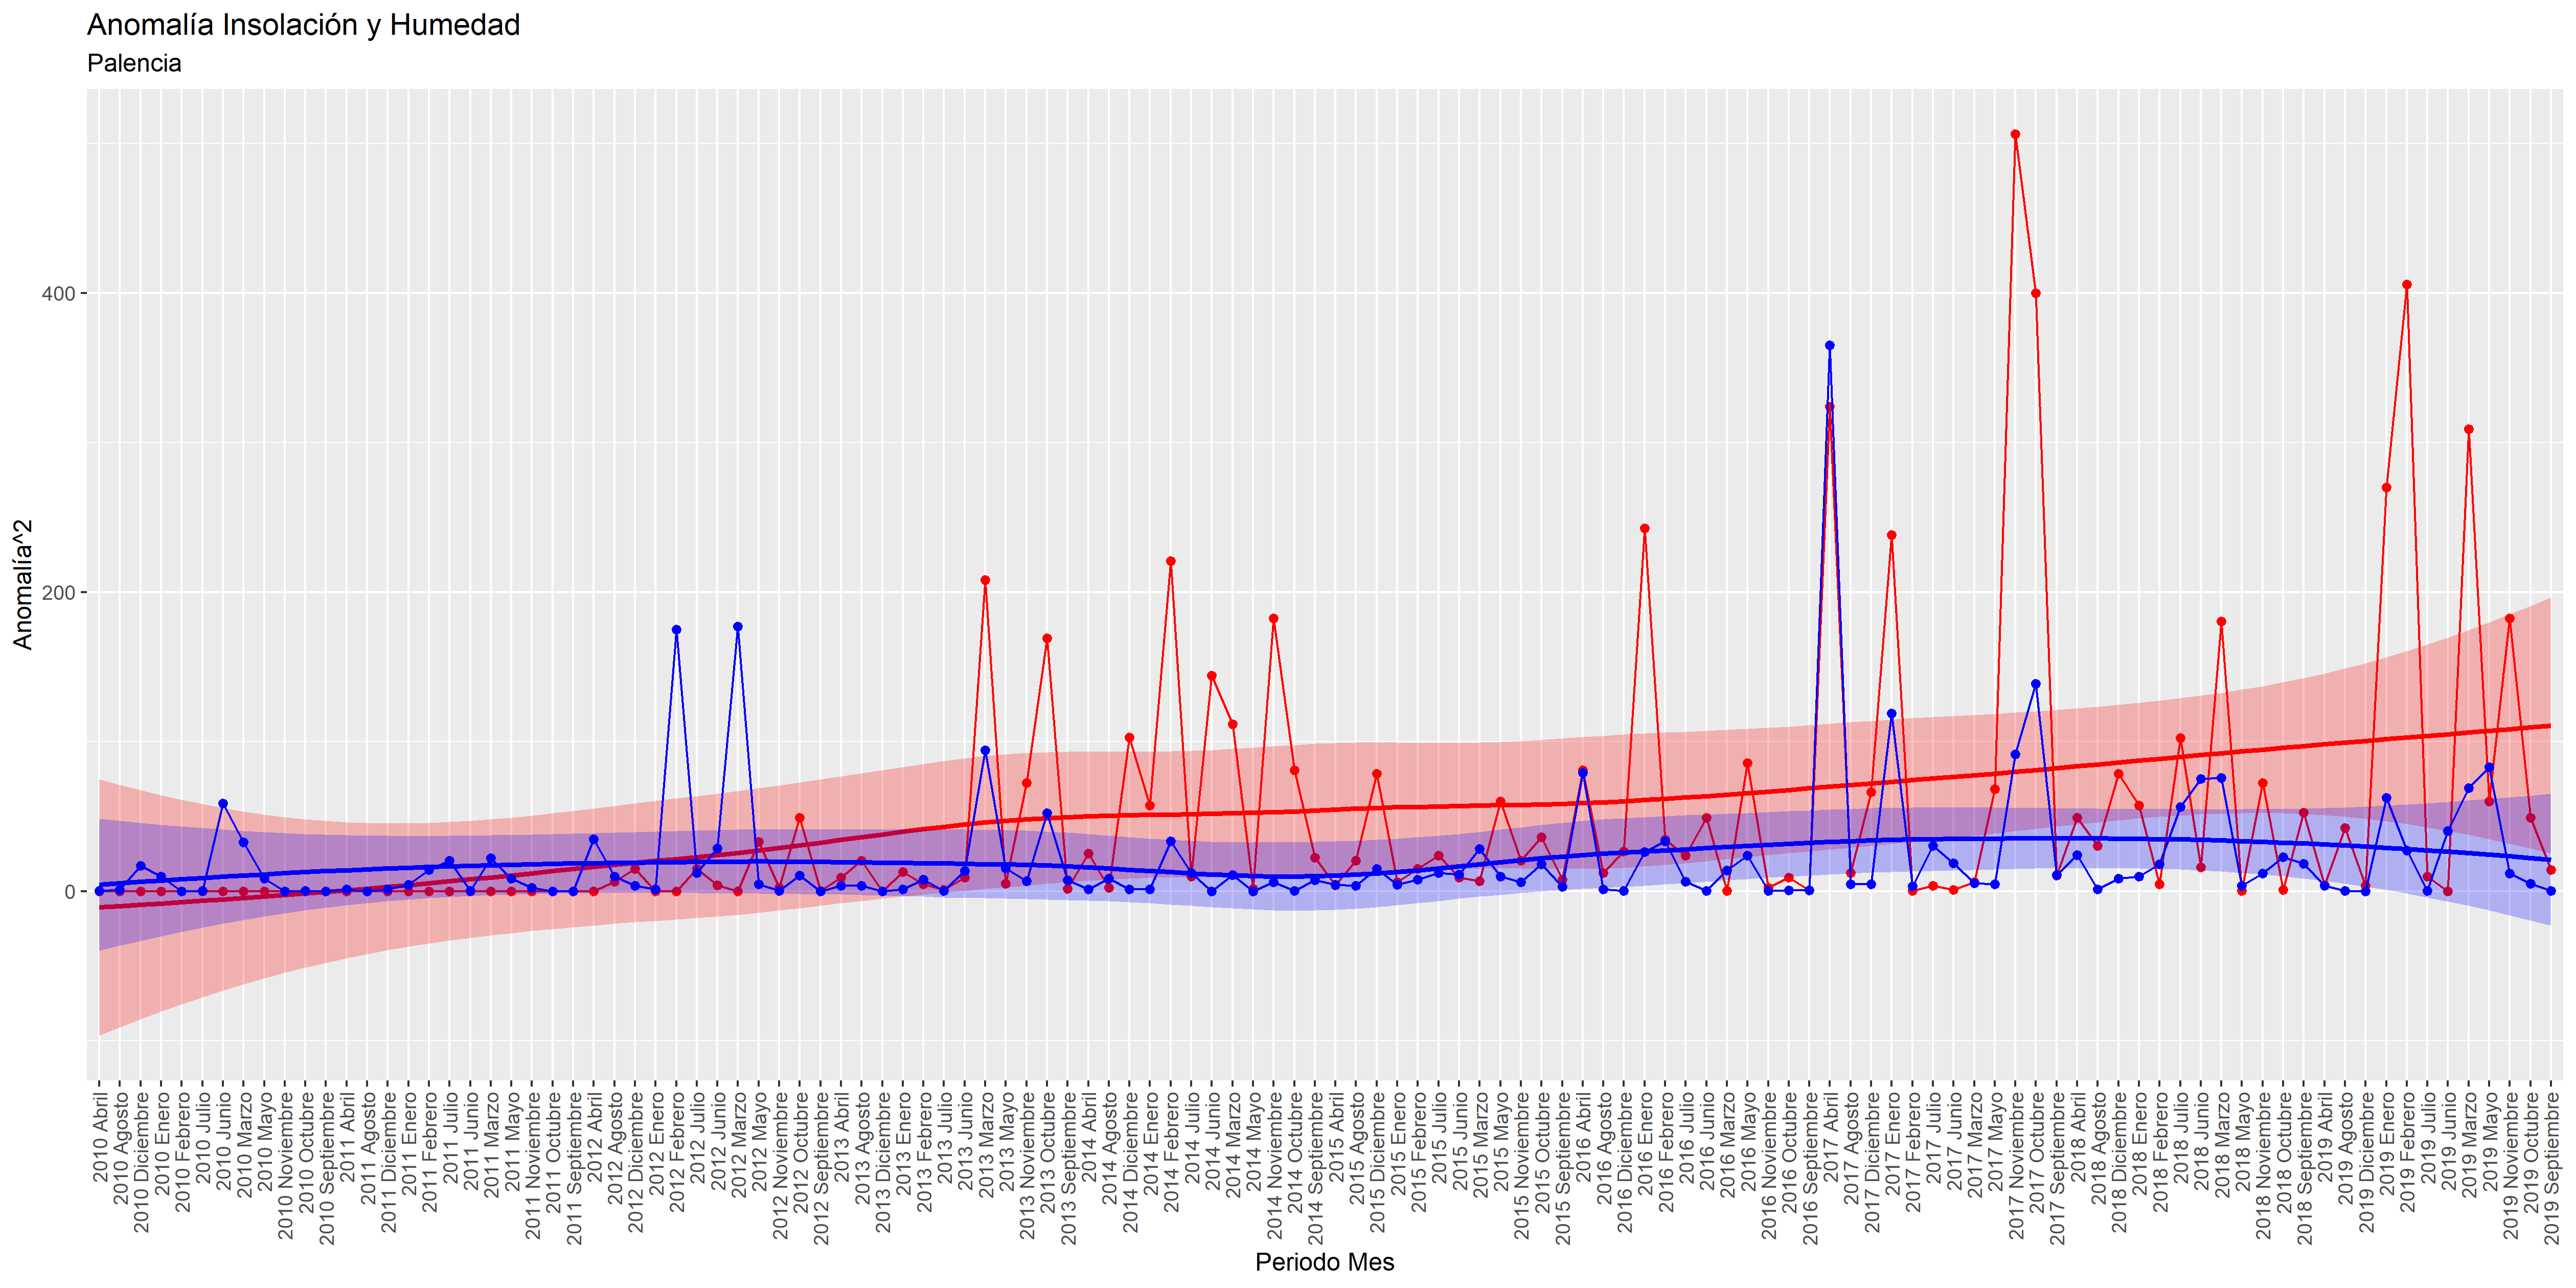 Anomalía Insolación y Humedad
Palencia
Anomalía^2
400
200
0
2010 Abril
2010 Agosto
2010 Diciembre
2010 Enero
2010 Febrero
2010 Julio
2010 Junio
2010 Marzo
2010 Mayo
2010 Noviembre
2010 Octubre
2010 Septiembre
2011 Abril
2011 Agosto
2011 Diciembre
2011 Enero
2011 Febrero
2011 Julio
2011 Junio
2011 Marzo
2011 Mayo
2011 Noviembre
2011 Octubre
2011 Septiembre
2012 Abril
2012 Agosto
2012 Diciembre
2012 Enero
2012 Febrero
2012 Julio
2012 Junio
2012 Marzo
2012 Mayo
2012 Noviembre
2012 Octubre
2012 Septiembre
2013 Abril
2013 Agosto
2013 Diciembre
2013 Enero
2013 Febrero
2013 Julio
2013 Junio
2013 Marzo
2013 Mayo
2013 Noviembre
2013 Octubre
2013 Septiembre
2014 Abril
2014 Agosto
2014 Diciembre
2014 Enero
2014 Febrero
2014 Julio
2014 Junio
2014 Marzo
2014 Mayo
2014 Noviembre
2014 Octubre
2014 Septiembre
2015 Abril
2015 Agosto
2015 Diciembre
2015 Enero
2015 Febrero
2015 Julio
2015 Junio
2015 Marzo
2015 Mayo
2015 Noviembre
2015 Octubre
2015 Septiembre
2016 Abril
2016 Agosto
2016 Diciembre
2016 Enero
2016 Febrero
2016 Julio
2016 Junio
2016 Marzo
2016 Mayo
2016 Noviembre
2016 Octubre
2016 Septiembre
2017 Abril
2017 Agosto
2017 Diciembre
2017 Enero
2017 Febrero
2017 Julio
2017 Junio
2017 Marzo
2017 Mayo
2017 Noviembre
2017 Octubre
2017 Septiembre
2018 Abril
2018 Agosto
2018 Diciembre
2018 Enero
2018 Febrero
2018 Julio
2018 Junio
2018 Marzo
2018 Mayo
2018 Noviembre
2018 Octubre
2018 Septiembre
2019 Abril
2019 Agosto
2019 Diciembre
2019 Enero
2019 Febrero
2019 Julio
2019 Junio
2019 Marzo
2019 Mayo
2019 Noviembre
2019 Octubre
2019 Septiembre
Periodo Mes